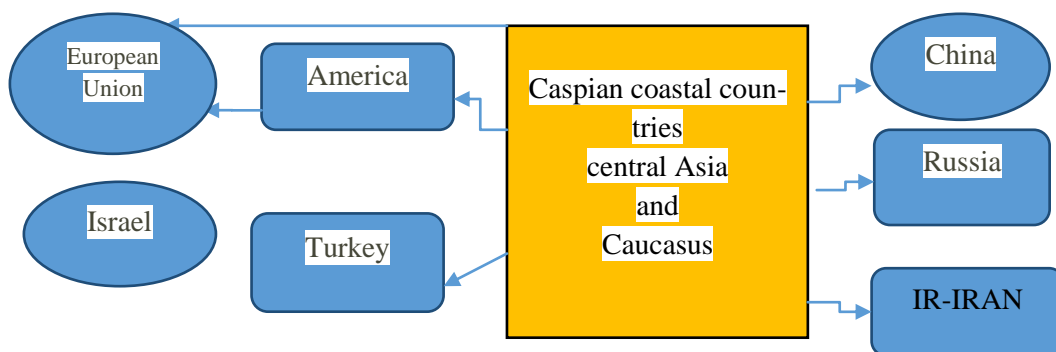 European
Union
America
Israel
Turkey
Caspian coastal coun-
tries
central Asia
and
Caucasus
China
Russia
IR-IRAN